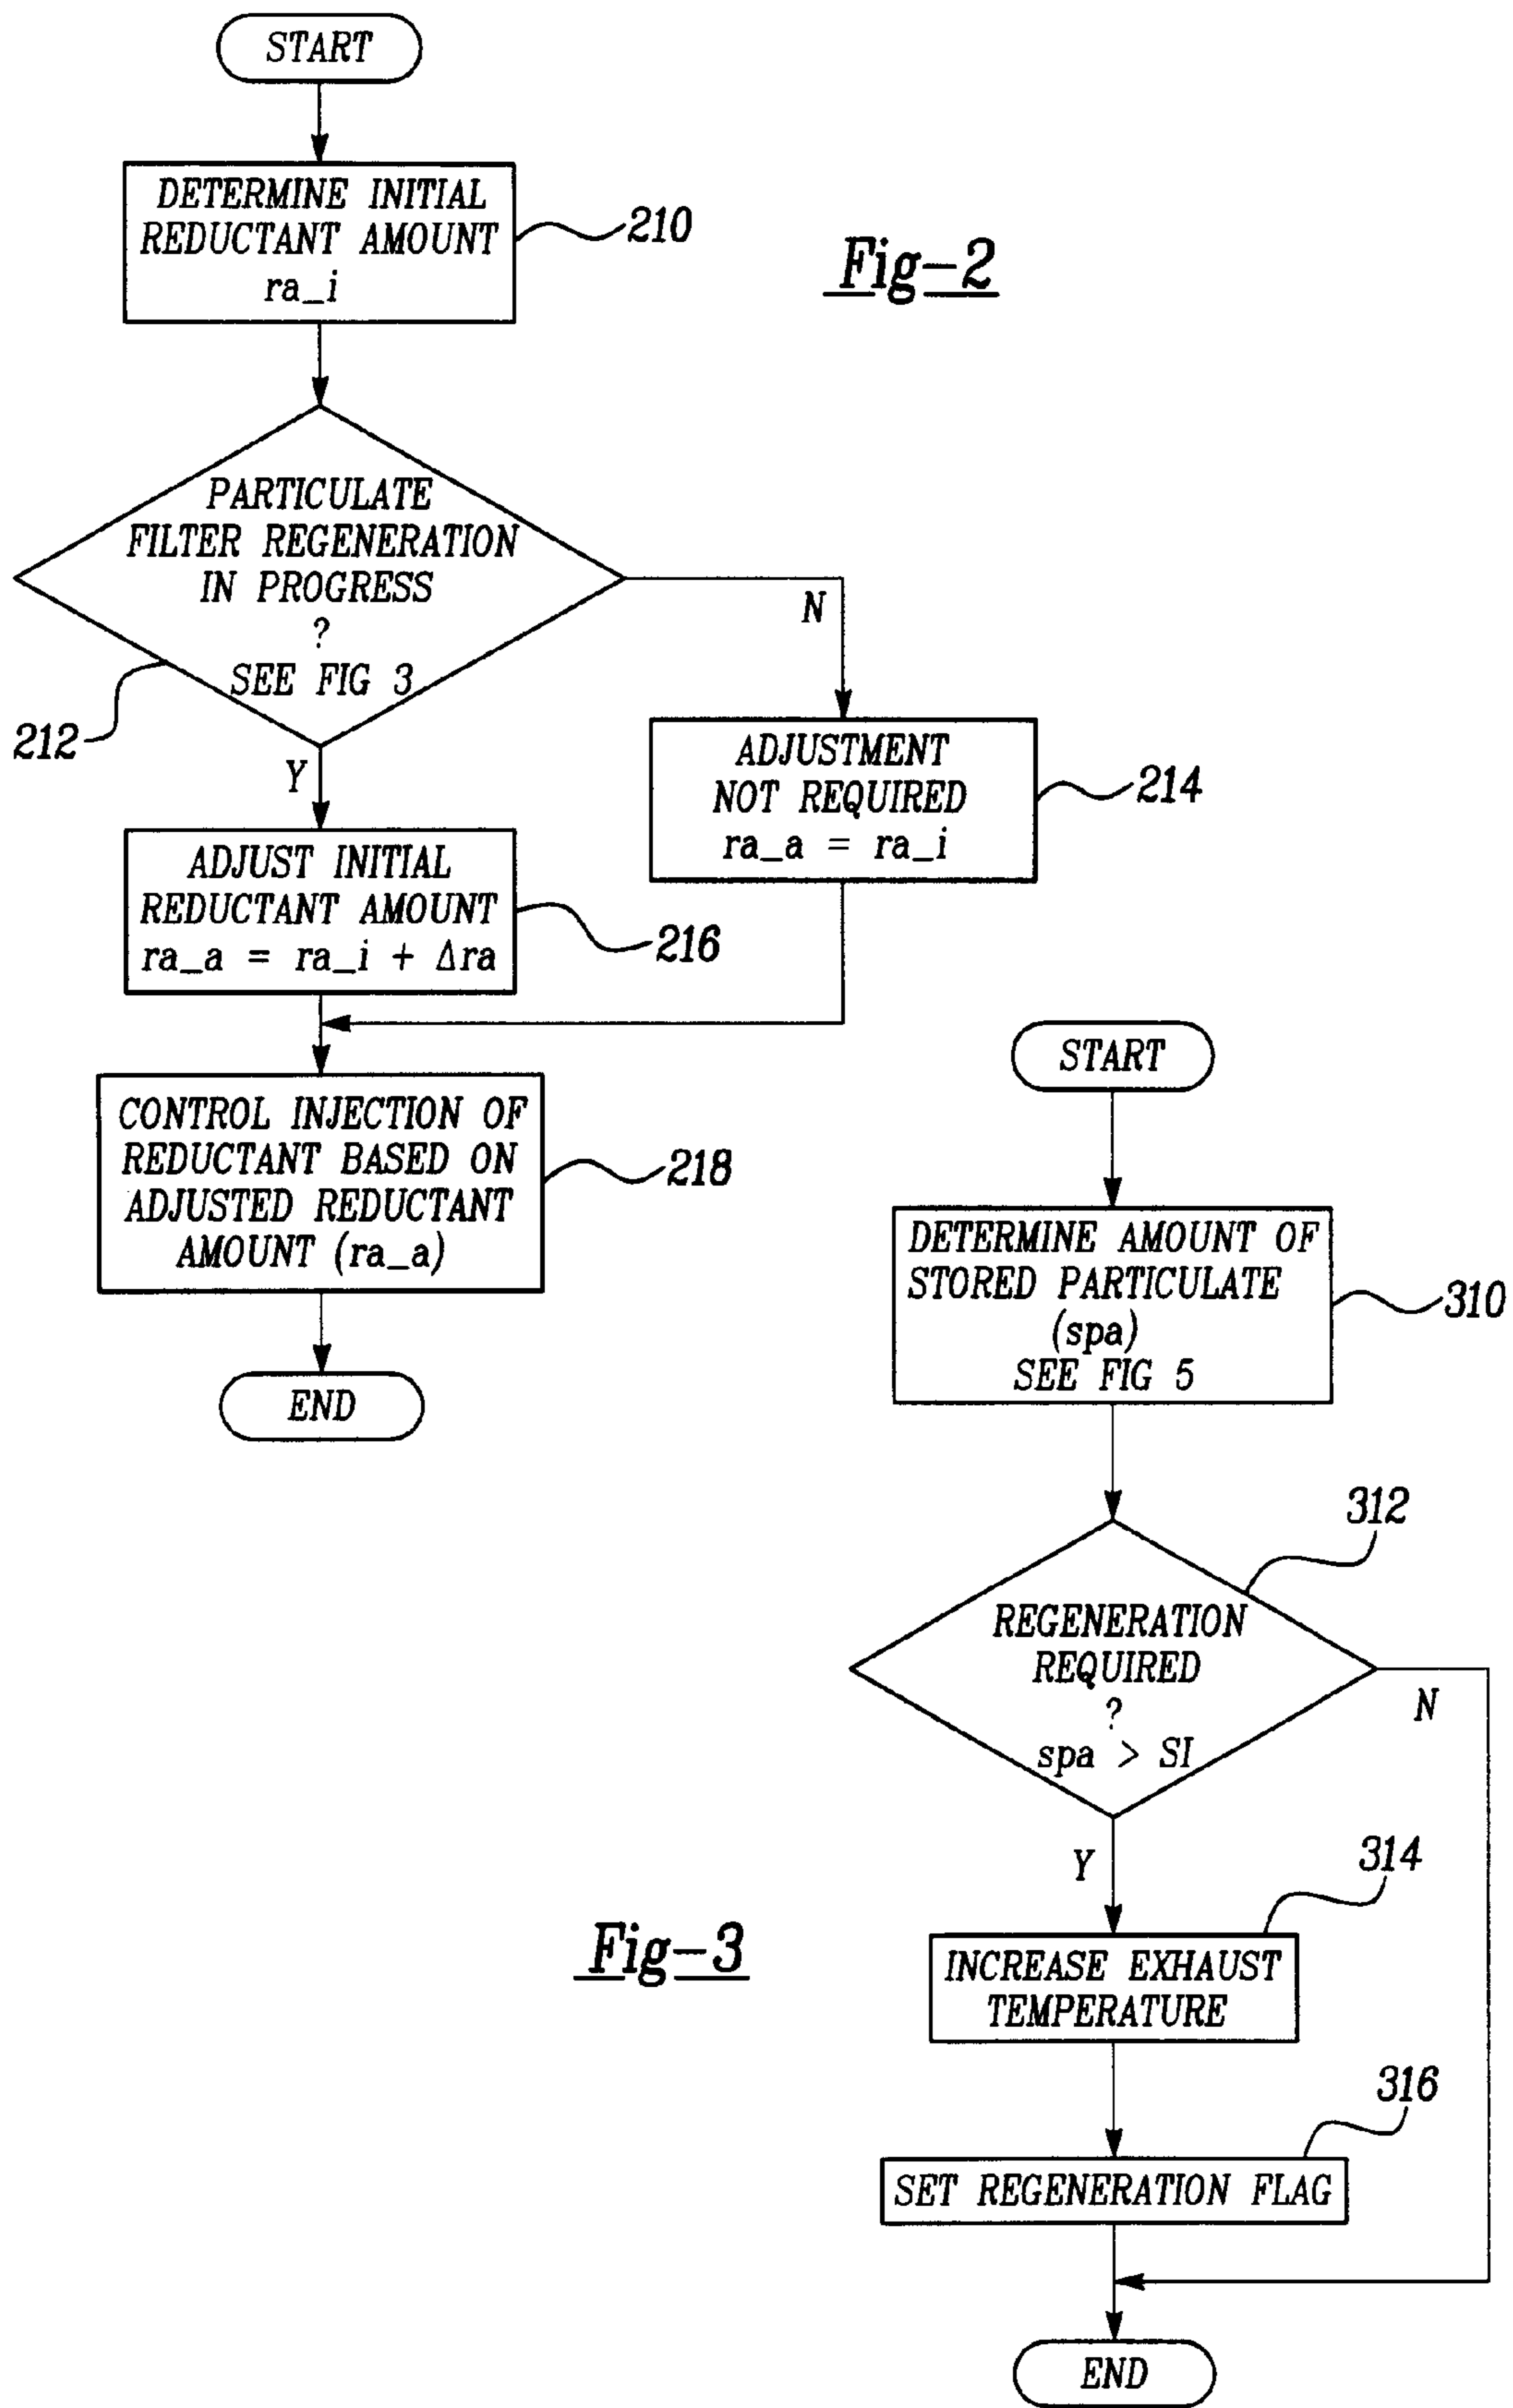 START
DETERMINE INITIAL
REDUCTANT AMOUNT
ra_i
210
Fig-2
PARTICULATE
FILTER REGENERATION
IN PROGRESS
?
SEE FIG 3
212
N
Y
ADJUSTMENT
NOT REQUIRED
ra_a = ra_i
214
ADJUST INITIAL
REDUCTANT AMOUNT
ra_a = ra_i + Δra
216
CONTROL INJECTION OF
REDUCTANT BASED ON
ADJUSTED REDUCTANT
AMOUNT (ra_a)
218
END
START
DETERMINE AMOUNT OF
STORED PARTICULATE
(spa)
SEE FIG 5
310
312
REGENERATION
REQUIRED
?
spa > SI
N
Y
314
Fig-3
INCREASE EXHAUST
TEMPERATURE
316
SET REGENERATION FLAG
END